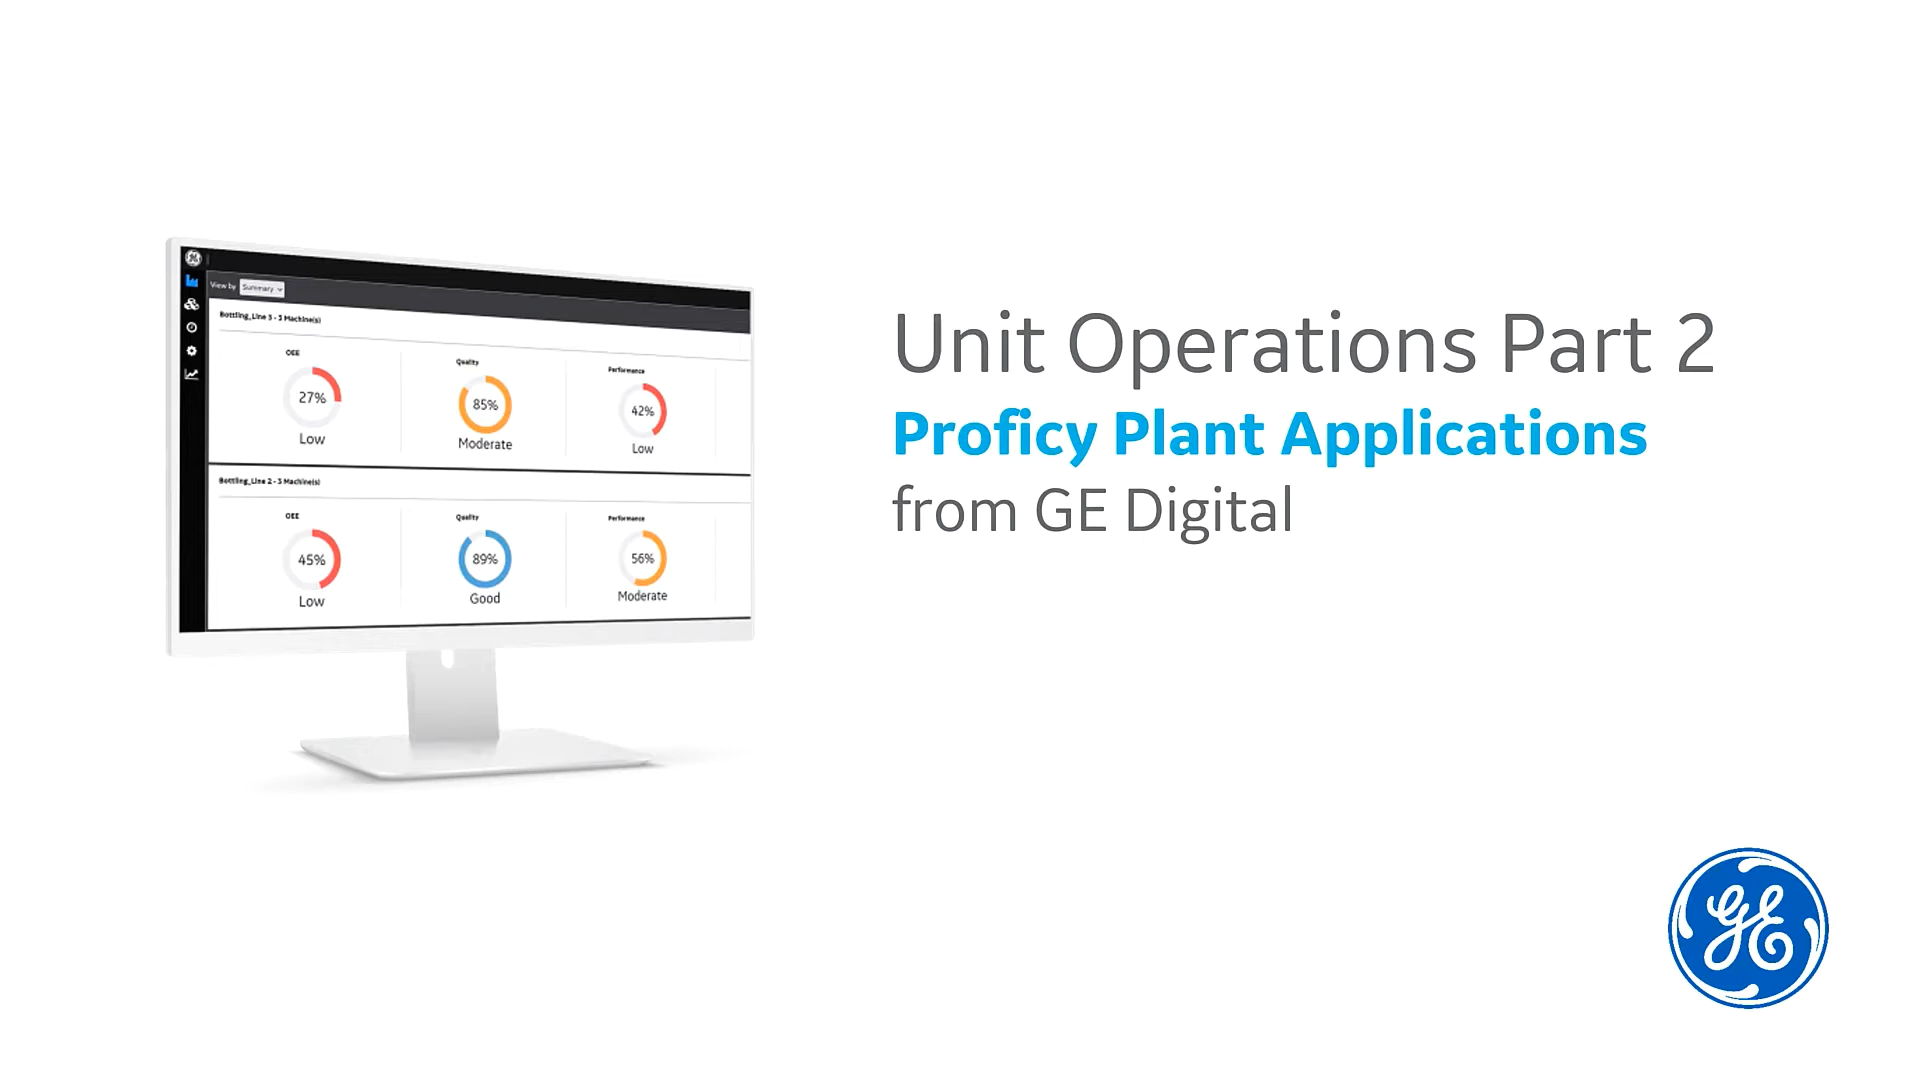 View by Summary
Bottling_Line 3 - 3 Machine(s)
OEE Quality Performance
27% 85% 42%
Low Moderate Low
Bottling_Line 2 - 3 Machine(s)
OEE Quality Performance
45% 89% 56%
Low Good Moderate
Unit Operations Part 2
Proficy Plant Applications
from GE Digital
GE